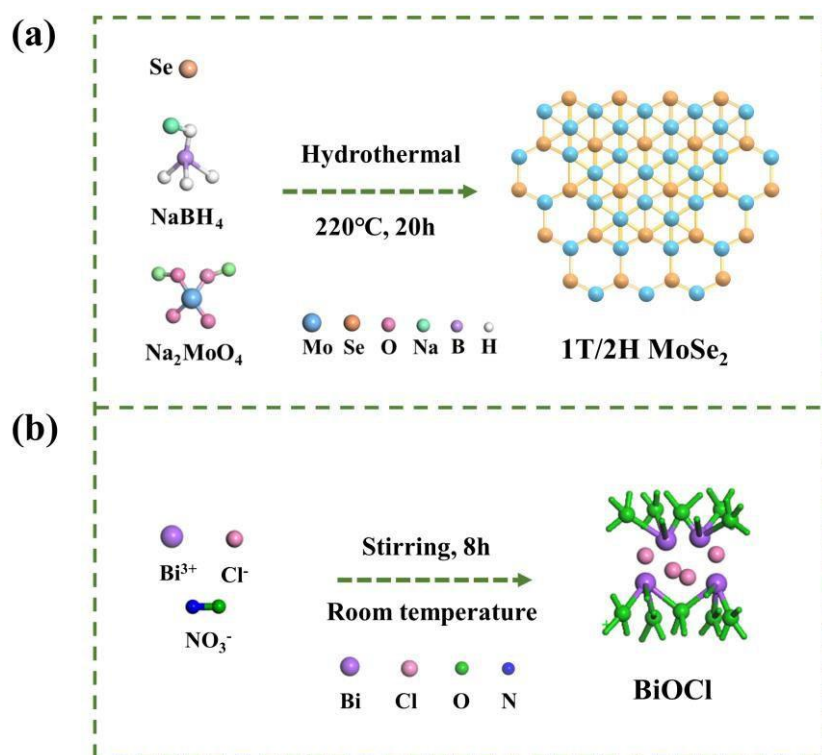 (a)
Se
NaBH₄
Na₂MoO₄
Hydrothermal
220°C, 20h
Mo Se O Na B H
1T/2H MoSe₂
(b)
Bi³⁺ Cl⁻
NO₃⁻
Stirring, 8h
Room temperature
Bi Cl O N
BiOCl